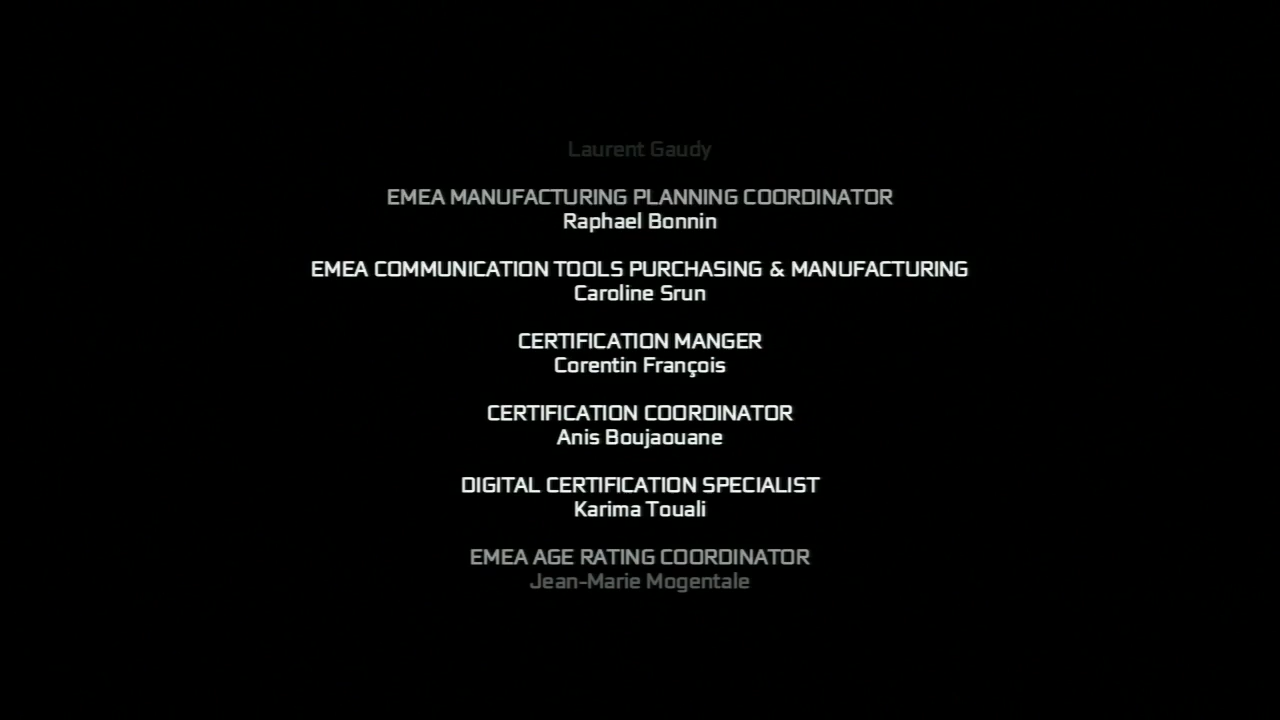 Laurent Gaudy
EMEA MANUFACTURING PLANNING COORDINATOR
Raphael Bonnin
EMEA COMMUNICATION TOOLS PURCHASING & MANUFACTURING
Caroline Srun
CERTIFICATION MANGER
Corentin François
CERTIFICATION COORDINATOR
Anis Boujaouane
DIGITAL CERTIFICATION SPECIALIST
Karima Touali
EMEA AGE RATING COORDINATOR
Jean-Marie Mogentale